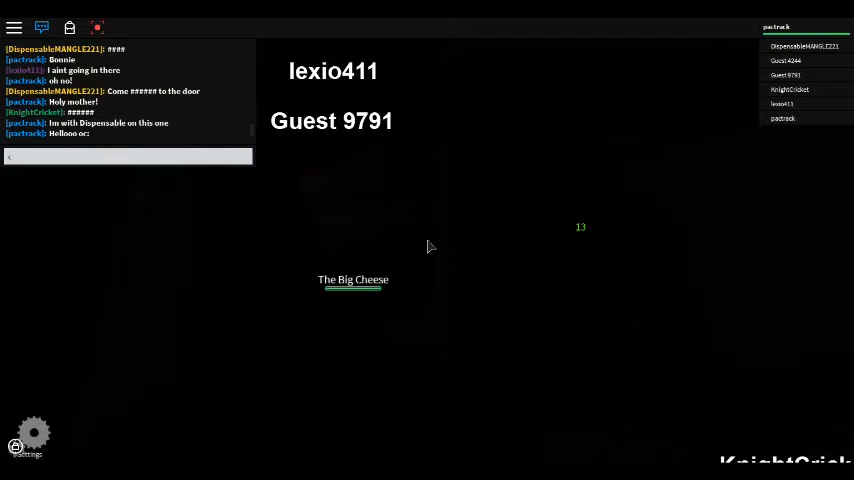 [DispensableMANGLE221]: ####
[pactrack]: Bonnie
[lexio411]: I aint going in there
[pactrack]: oh no!
[DispensableMANGLE221]: Come ###### to the door
[pactrack]: Holy mother!
[KnightCricket]: ######
[pactrack]: Im with Dispensable on this one
[pactrack]: Hellooo oc:
c
lexio411
Guest 9791
pactrack
DispensableMANGLE221
Guest 4244
Guest 9791
KnightCricket
lexio411
pactrack
13
The Big Cheese
Settings
KnightCrick